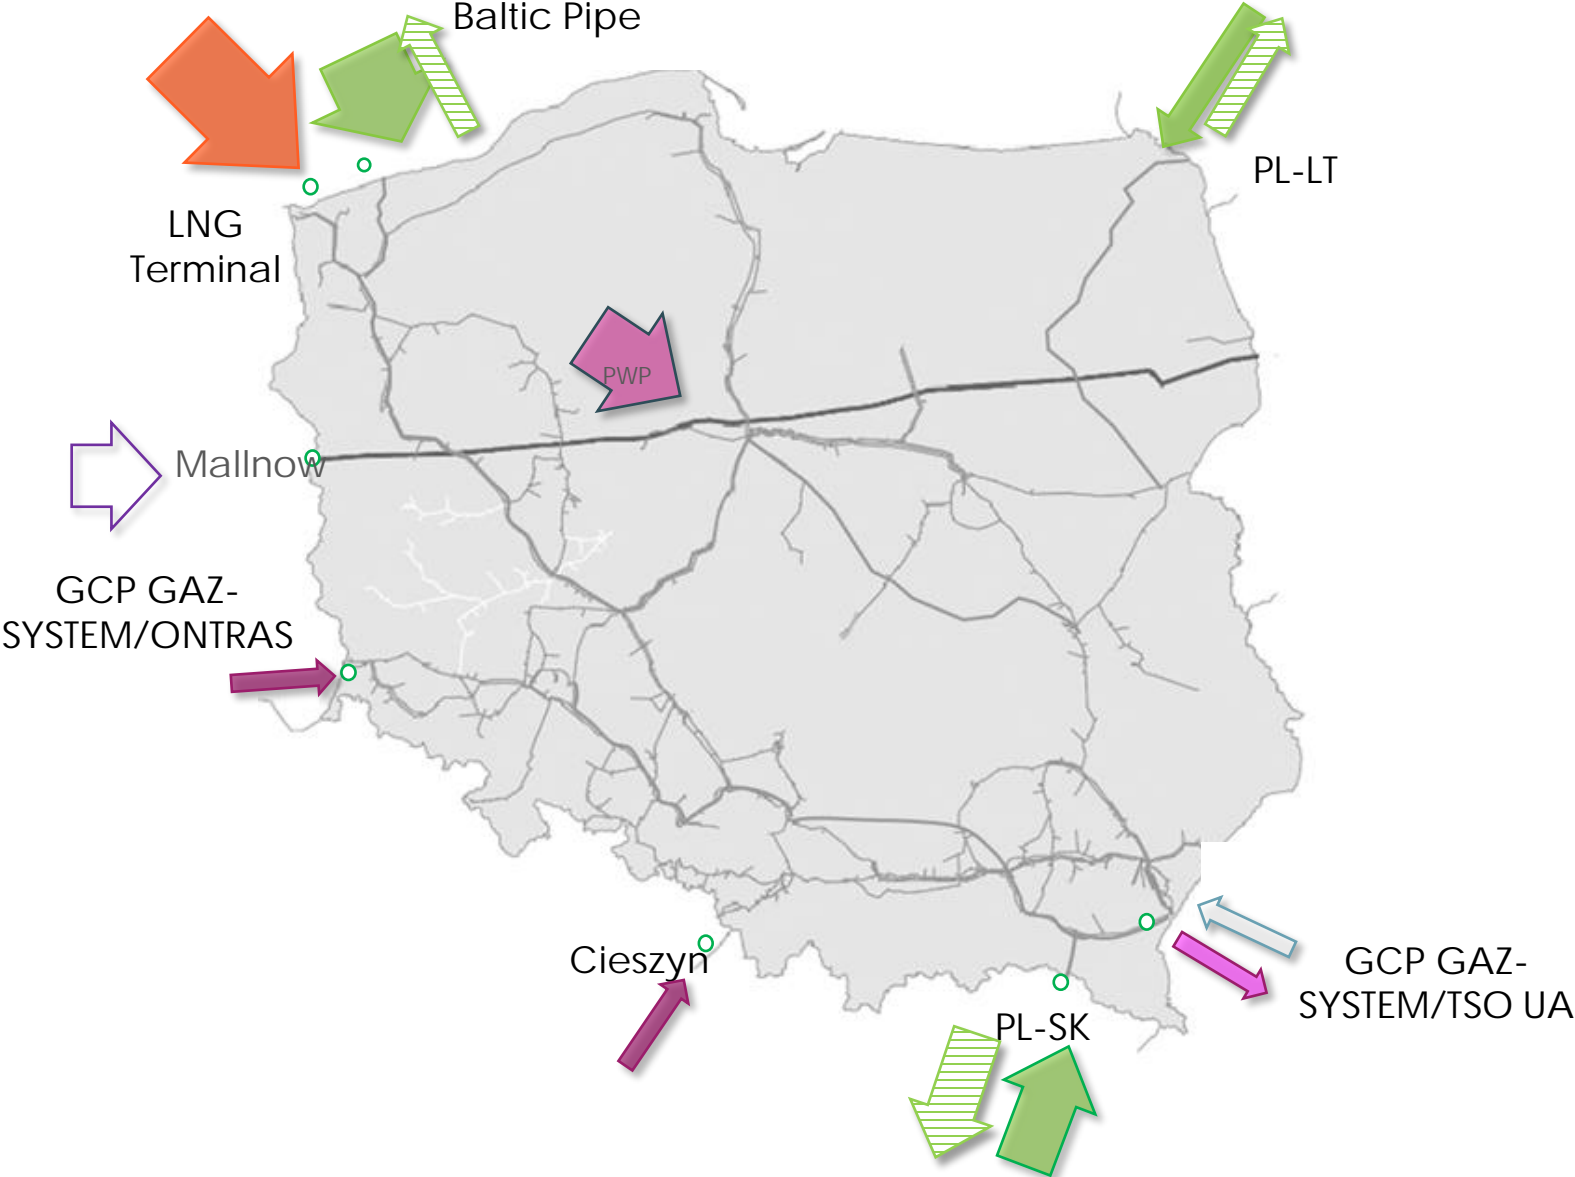 Baltic Pipe
PL-LT
LNG
Terminal
PWP
Mallnow
GCP GAZ-
SYSTEM/ONTRAS
Cieszyn
GCP GAZ-
SYSTEM/TSO UA
PL-SK